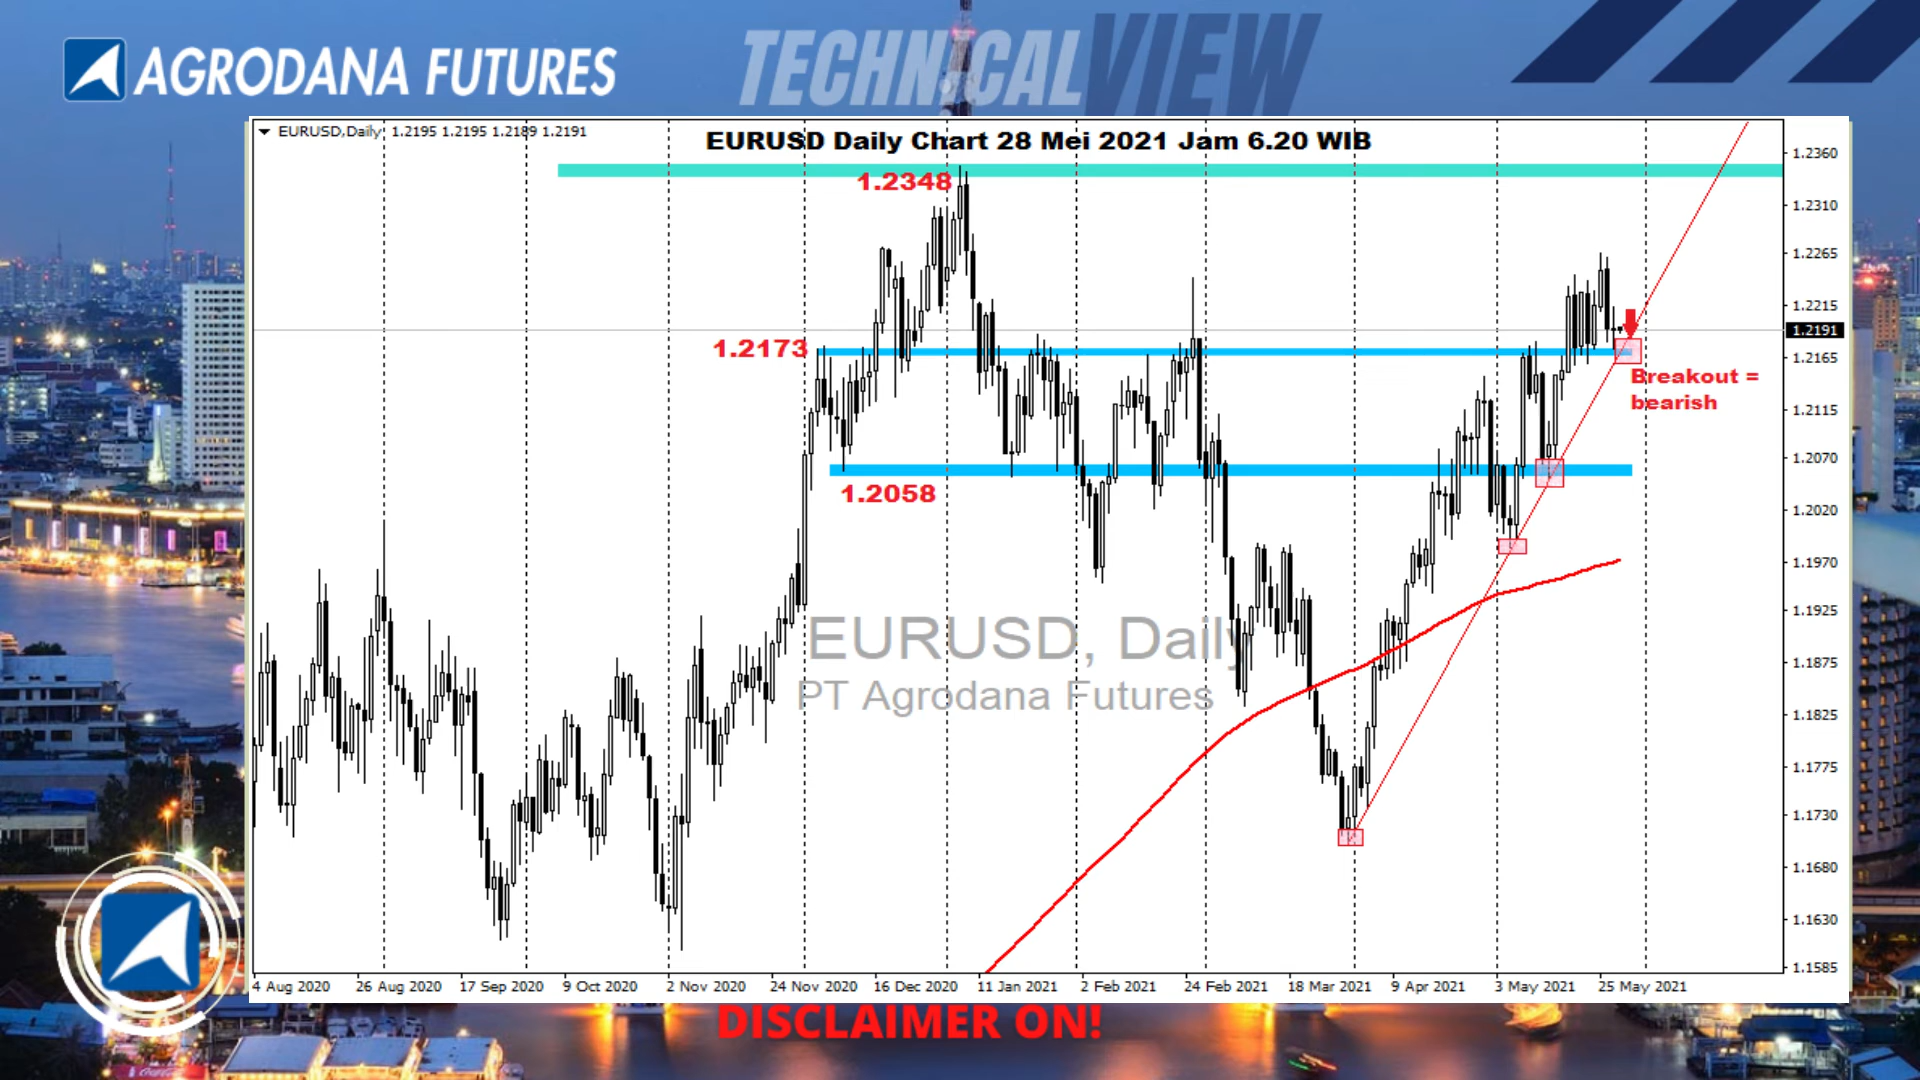 AGRODANA FUTURES
TECHNICAL VIEW
EURUSD,Daily 1.2195 1.2195 1.2189 1.2191
EURUSD Daily Chart 28 Mei 2021 Jam 6.20 WIB
1.2348
1.2173
1.2058
Breakout =
bearish
EURUSD, Daily
PT Agrodana Futures
1.2360
1.2310
1.2265
1.2215
1.2191
1.2165
1.2115
1.2070
1.2020
1.1970
1.1925
1.1875
1.1825
1.1775
1.1730
1.1680
1.1630
1.1585
4 Aug 2020 26 Aug 2020 17 Sep 2020 9 Oct 2020 2 Nov 2020 24 Nov 2020 16 Dec 2020 11 Jan 2021 2 Feb 2021 24 Feb 2021 18 Mar 2021 9 Apr 2021 3 May 2021 25 May 2021
DISCLAIMER ON!